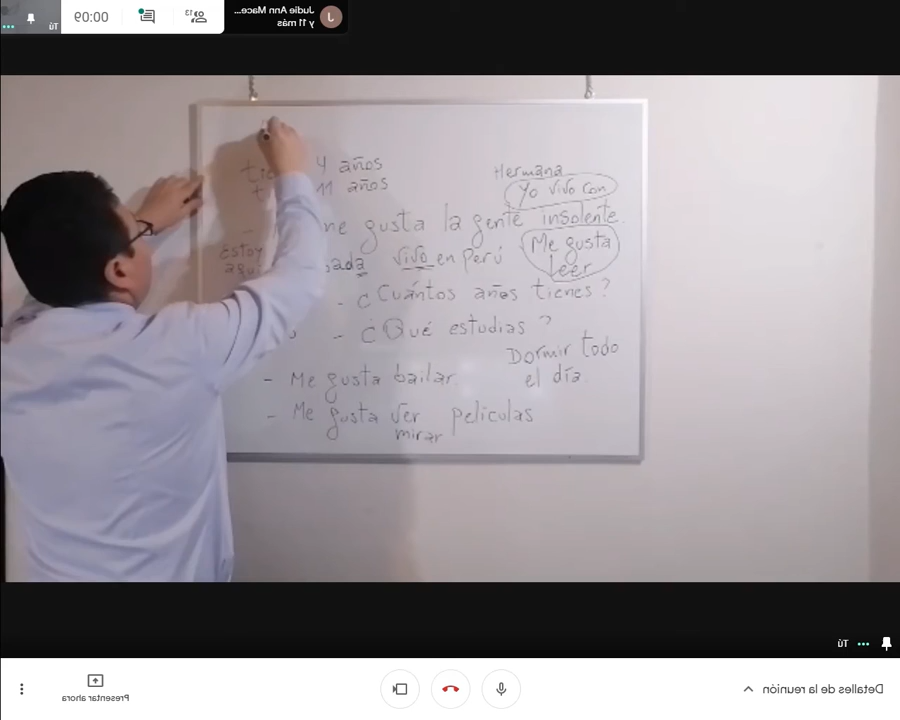 Tú
00:09
13
Judie Ann Mace...
y 11 más
J
4 años
11 años
Hermana
Yo vivo con
gusta la gente insolente
Me gusta
Leer
estoy
vivo en Perú
- ¿Cuántos años tienes?
- ¿Qué estudias?
Dormir todo
el día.
- Me gusta bailar
- Me gusta ver películas
mirar
Tú
Presentar ahora
Detalles de la reunión